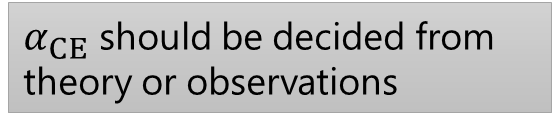 α_CE should be decided from
theory or observations